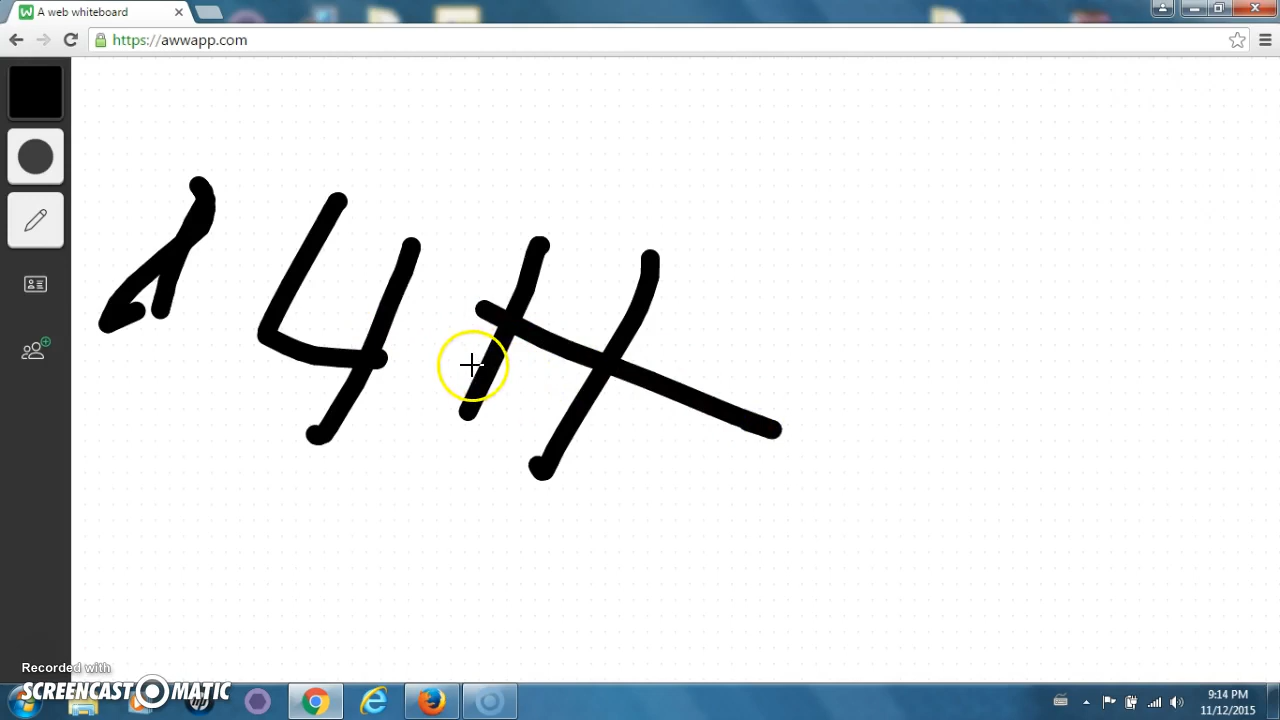 A web whiteboard
https://awwapp.com
Recorded with
SCREENCAST O MATIC
9:14 PM
11/12/2015